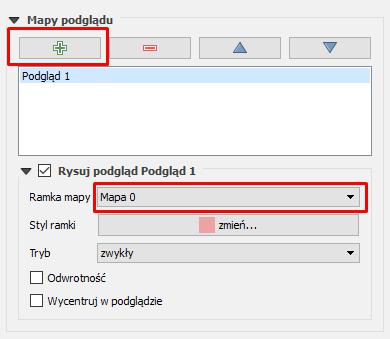 Mapy podglądu
Podgląd 1
Rysuj podgląd Podgląd 1
Ramka mapy Mapa 0
Styl ramki zmień...
Tryb zwykły
Odwrotność
Wycentruj w podglądzie